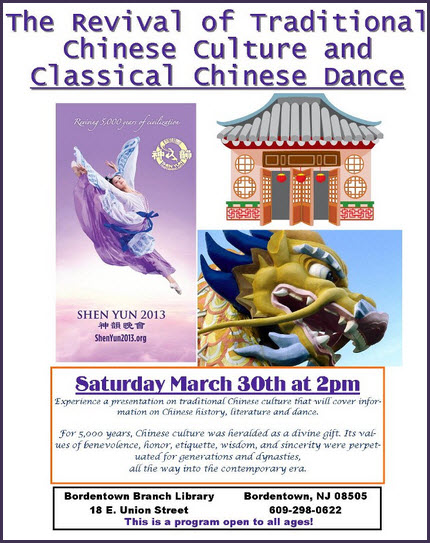 The Revival of Traditional
Chinese Culture and
Classical Chinese Dance
Reviving 5,000 years of civilization
SHEN YUN
SHEN YUN 2013
神韻晚會
ShenYun2013.org
Saturday March 30th at 2pm
Experience a presentation on traditional Chinese culture that will cover infor-
mation on Chinese history, literature and dance.
For 5,000 years, Chinese culture was heralded as a divine gift. Its val-
ues of benevolence, honor, etiquette, wisdom, and sincerity were perpet-
uated for generations and dynasties,
all the way into the contemporary era.
Bordentown Branch Library Bordentown, NJ 08505
18 E. Union Street 609-298-0622
This is a program open to all ages!